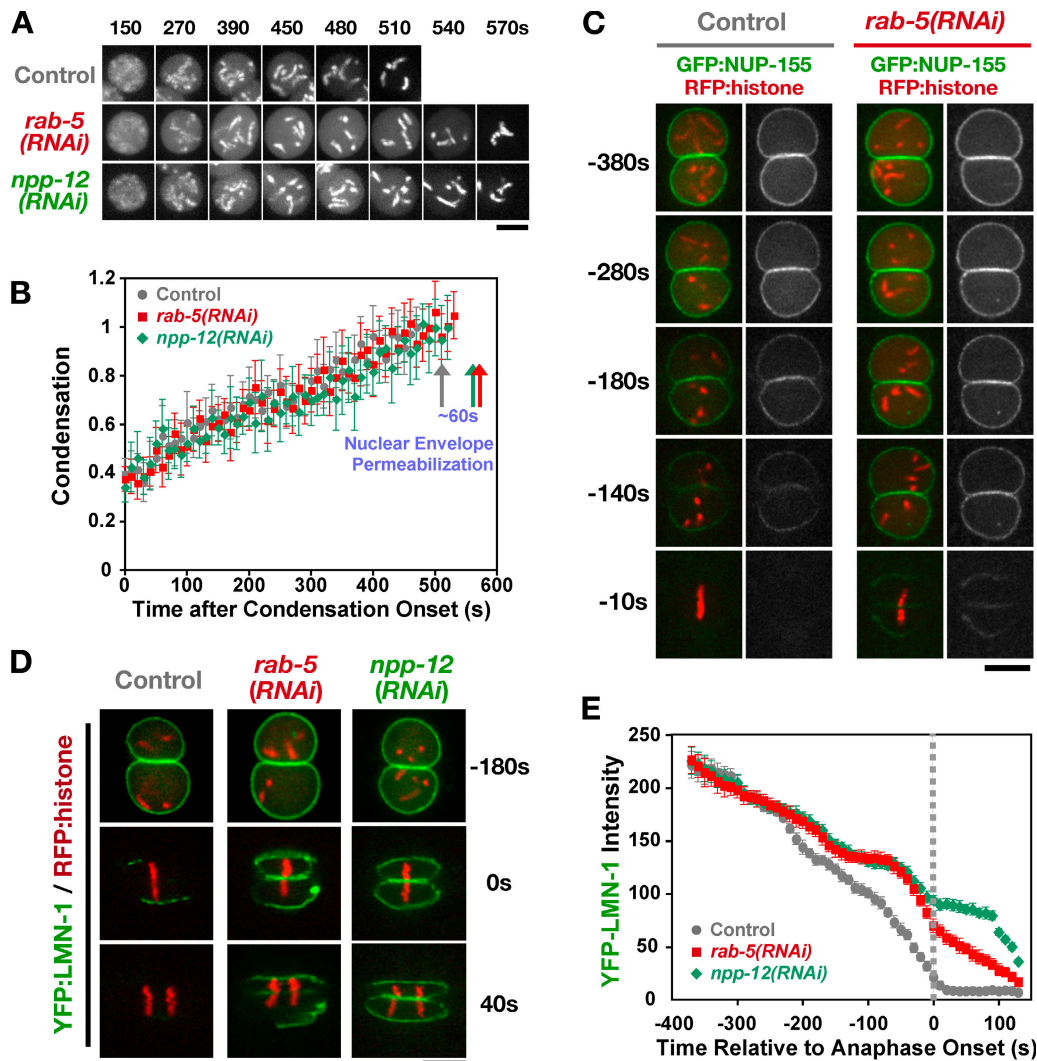 A
150 270 390 450 480 510 540 570s
Control
rab-5
(RNAi)
npp-12
(RNAi)
B
Condensation
1.2
1
0.8
0.6
0.4
0.2
0
Control
rab-5(RNAi)
npp-12(RNAi)
~60s
Nuclear Envelope
Permeabilization
0 100 200 300 400 500 600
Time after Condensation Onset (s)
C
Control rab-5(RNAi)
GFP:NUP-155 GFP:NUP-155
RFP:histone RFP:histone
-380s
-280s
-180s
-140s
-10s
D
Control
rab-5
(RNAi)
npp-12
(RNAi)
YFP:LMN-1 / RFP:histone
-180s
0s
40s
E
YFP-LMN-1 Intensity
250
200
150
100
50
0
Control
rab-5(RNAi)
npp-12(RNAi)
-400 -300 -200 -100 0 100
Time Relative to Anaphase Onset (s)